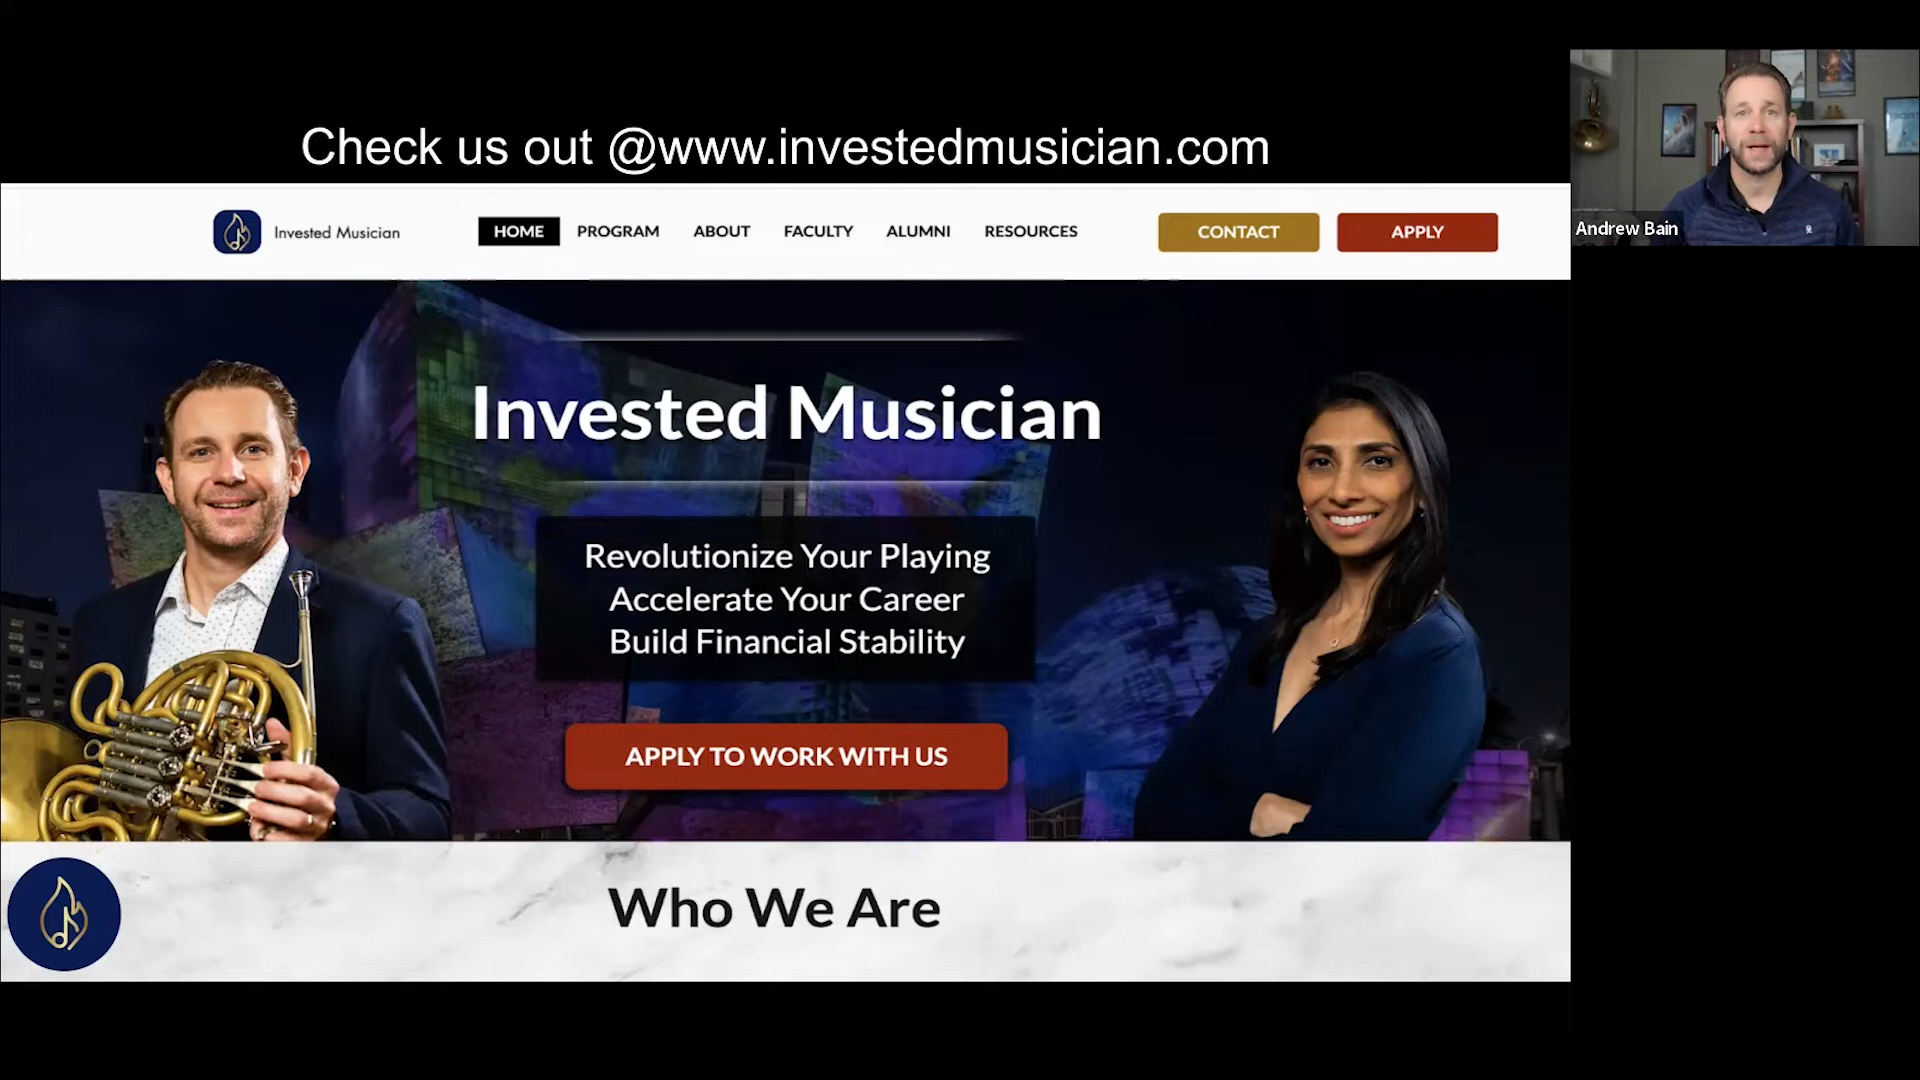 Check us out @www.investedmusician.com
Andrew Bain
Invested Musician
HOME PROGRAM ABOUT FACULTY ALUMNI RESOURCES CONTACT APPLY
Invested Musician
Revolutionize Your Playing
Accelerate Your Career
Build Financial Stability
APPLY TO WORK WITH US
Who We Are